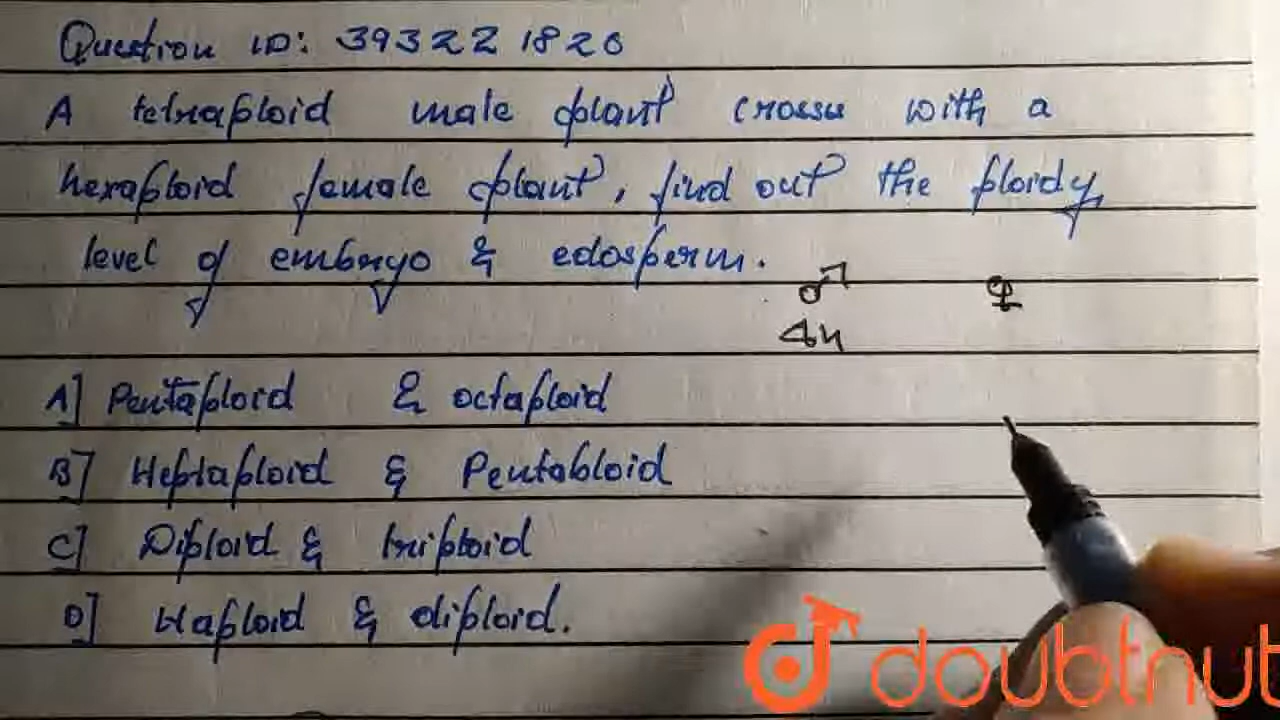 Question ID: 393221820
A tetraploid male plant crosses with a
hexaploid female plant, find out the ploidy
level of embryo & edosperm.
♂ ♀
4n
A] Pentaploid & octaploid
B] Heptaploid & Pentaploid
C] Diploid & triploid
D] Haploid & diploid.
doubtnut